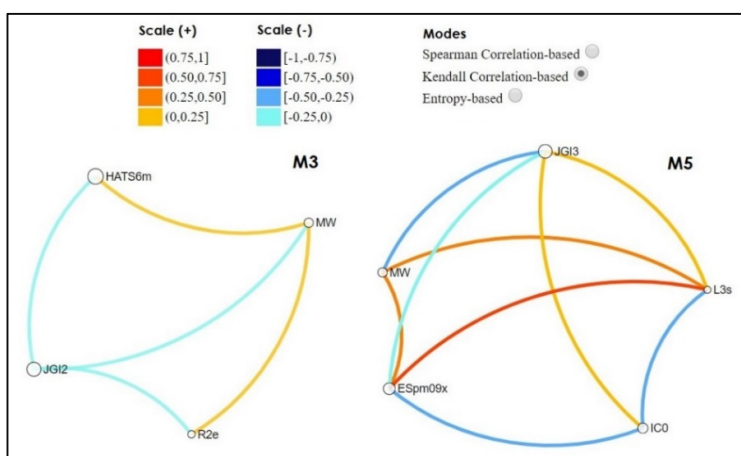 Scale (+)
Scale (-)
Modes
(0.75,1]
[-1,-0.75)
Spearman Correlation-based
(0.50,0.75]
[-0.75,-0.50)
Kendall Correlation-based
(0.25,0.50]
[-0.50,-0.25)
Entropy-based
(0,0.25]
[-0.25,0)
M3
HATS6m
MW
JGI2
R2e
M5
JGI3
MW
L3s
ESpm09x
IC0